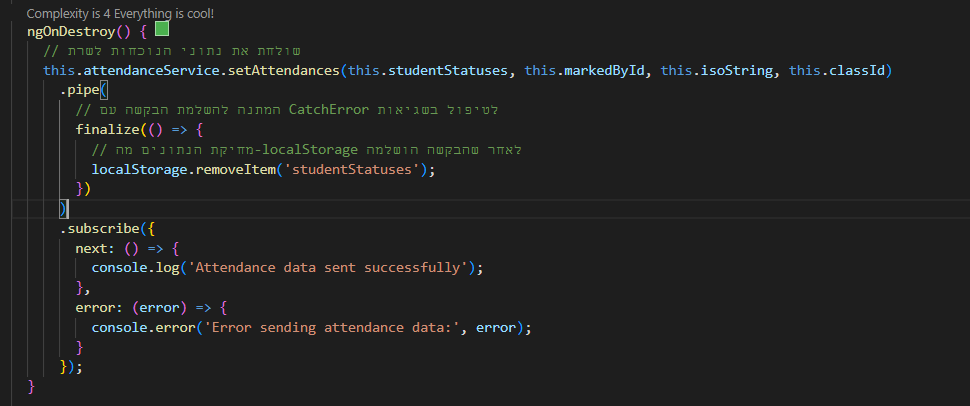 Complexity is 4 Everything is cool!
ngOnDestroy() {
// שולחת את נתוני הנוכחות לשרת
this.attendanceService.setAttendances(this.studentStatuses, this.markedById, this.isoString, this.classId)
.pipe(
// המתנה להשלמת הבקשה עם CatchError לטיפול בשגיאות
finalize(() => {
// מחיקת הנתונים מה-localStorage לאחר שהבקשה הושלמה
localStorage.removeItem('studentStatuses');
})
)
.subscribe({
next: () => {
console.log('Attendance data sent successfully');
},
error: (error) => {
console.error('Error sending attendance data:', error);
}
});
}